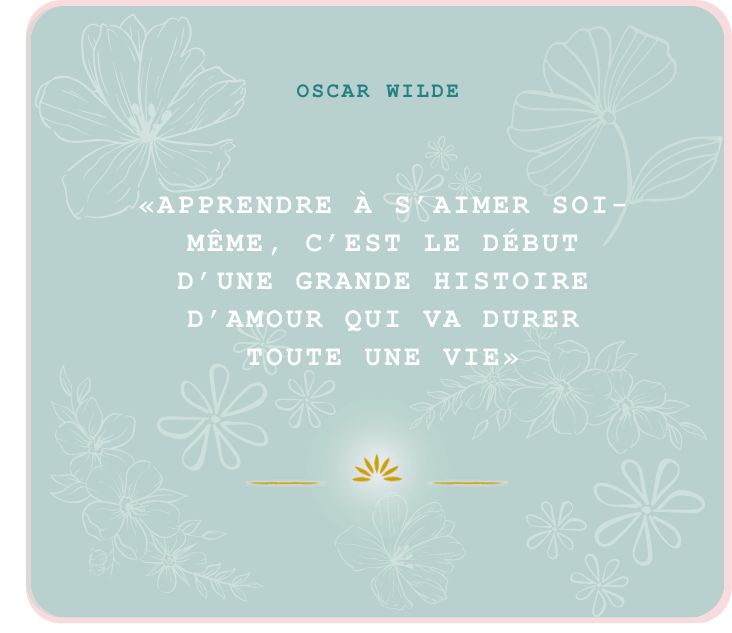 OSCAR WILDE
«APPRENDRE À S'AIMER SOI-
MÊME, C'EST LE DÉBUT
D'UNE GRANDE HISTOIRE
D'AMOUR QUI VA DURER
TOUTE UNE VIE»